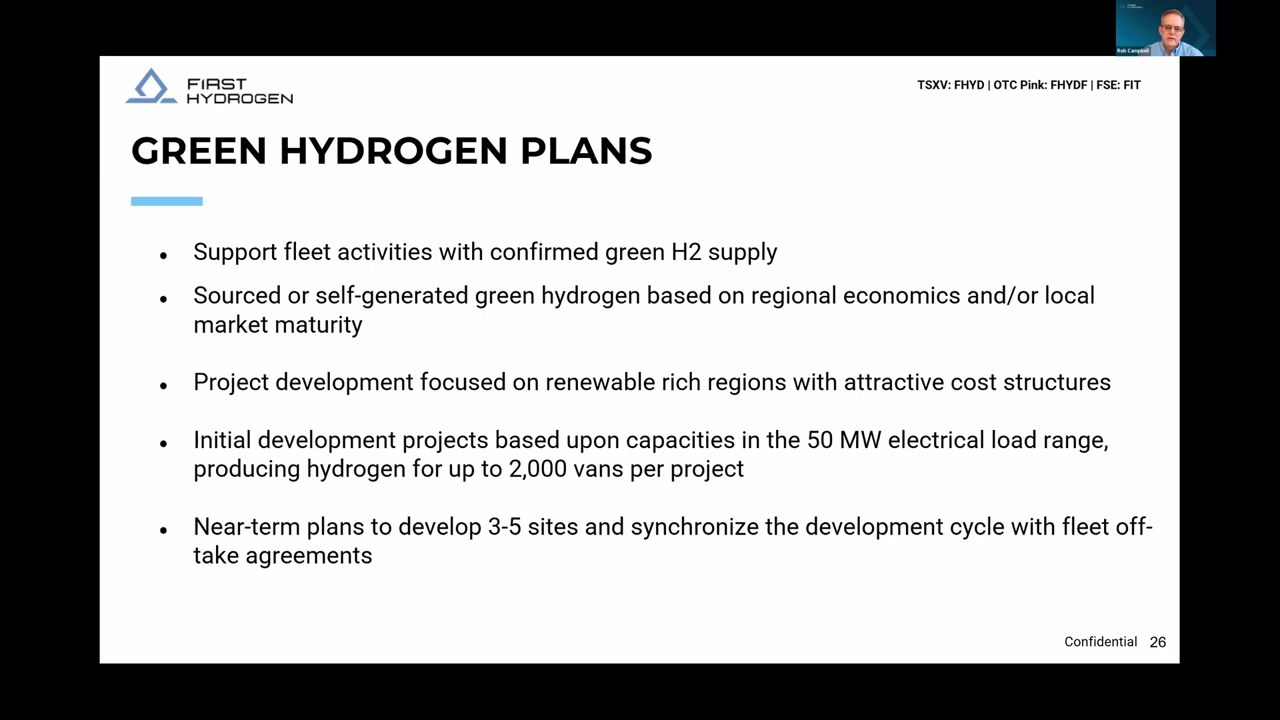 Rob Campbell
FIRST
HYDROGEN
TSXV: FHYD | OTC Pink: FHYDF | FSE: FIT
GREEN HYDROGEN PLANS
• Support fleet activities with confirmed green H2 supply
• Sourced or self-generated green hydrogen based on regional economics and/or local
market maturity
• Project development focused on renewable rich regions with attractive cost structures
• Initial development projects based upon capacities in the 50 MW electrical load range,
producing hydrogen for up to 2,000 vans per project
• Near-term plans to develop 3-5 sites and synchronize the development cycle with fleet off-
take agreements
Confidential 26